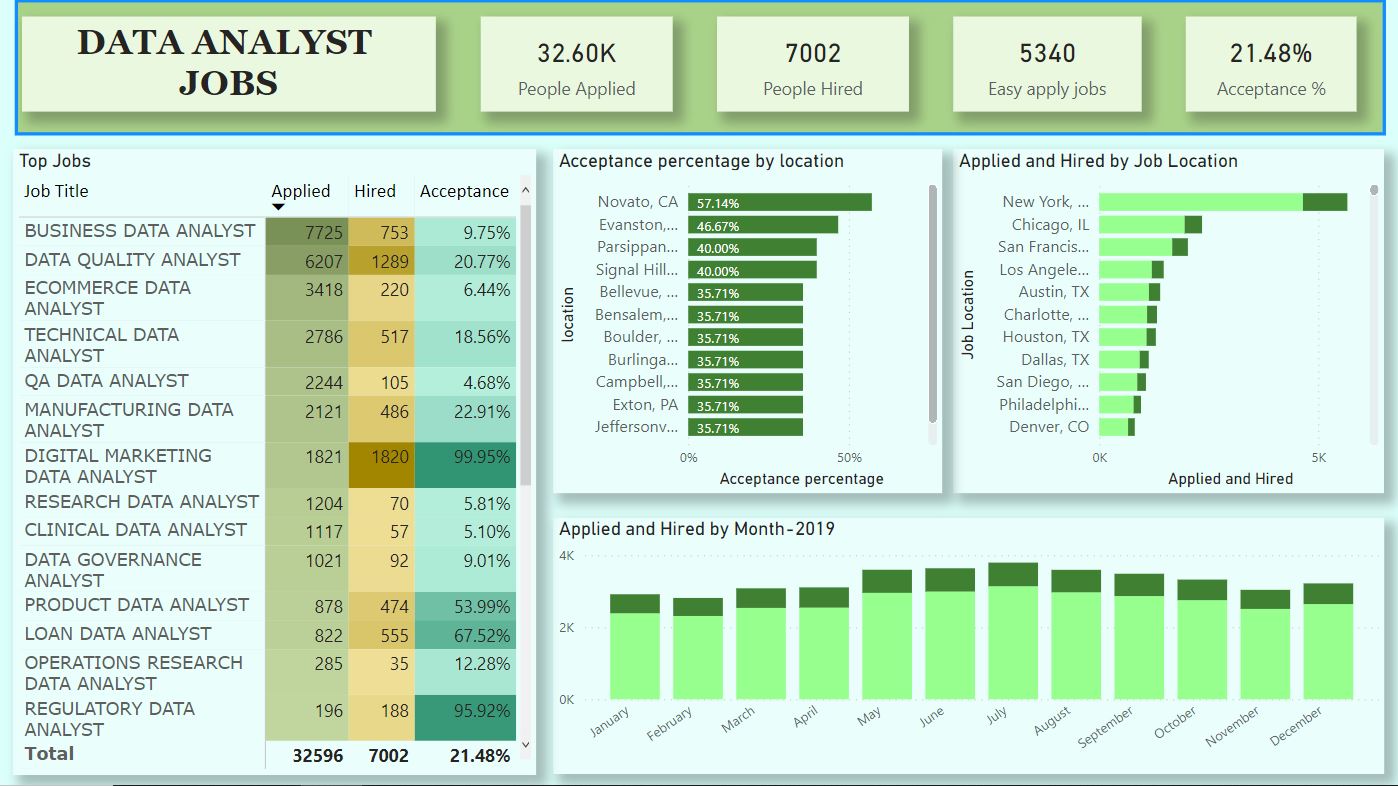 DATA ANALYST
JOBS
32.60K
People Applied
7002
People Hired
5340
Easy apply jobs
21.48%
Acceptance %
Top Jobs
Job Title Applied Hired Acceptance
BUSINESS DATA ANALYST 7725 753 9.75%
DATA QUALITY ANALYST 6207 1289 20.77%
ECOMMERCE DATA 3418 220 6.44%
ANALYST
TECHNICAL DATA 2786 517 18.56%
ANALYST
QA DATA ANALYST 2244 105 4.68%
MANUFACTURING DATA 2121 486 22.91%
ANALYST
DIGITAL MARKETING 1821 1820 99.95%
DATA ANALYST
RESEARCH DATA ANALYST 1204 70 5.81%
CLINICAL DATA ANALYST 1117 57 5.10%
DATA GOVERNANCE 1021 92 9.01%
ANALYST
PRODUCT DATA ANALYST 878 474 53.99%
LOAN DATA ANALYST 822 555 67.52%
OPERATIONS RESEARCH 285 35 12.28%
DATA ANALYST
REGULATORY DATA 196 188 95.92%
ANALYST
Total 32596 7002 21.48%
Acceptance percentage by location
location
Novato, CA 57.14%
Evanston,... 46.67%
Parsippan... 40.00%
Signal Hill... 40.00%
Bellevue, ... 35.71%
Bensalem,... 35.71%
Boulder, ... 35.71%
Burlinga... 35.71%
Campbell,... 35.71%
Exton, PA 35.71%
Jeffersonv... 35.71%
0% 50%
Acceptance percentage
Applied and Hired by Job Location
Job Location
New York, ...
Chicago, IL
San Francis...
Los Angele...
Austin, TX
Charlotte, ...
Houston, TX
Dallas, TX
San Diego, ...
Philadelphi...
Denver, CO
0K 5K
Applied and Hired
Applied and Hired by Month-2019
4K
2K
0K
January February March April May June July August September October November December